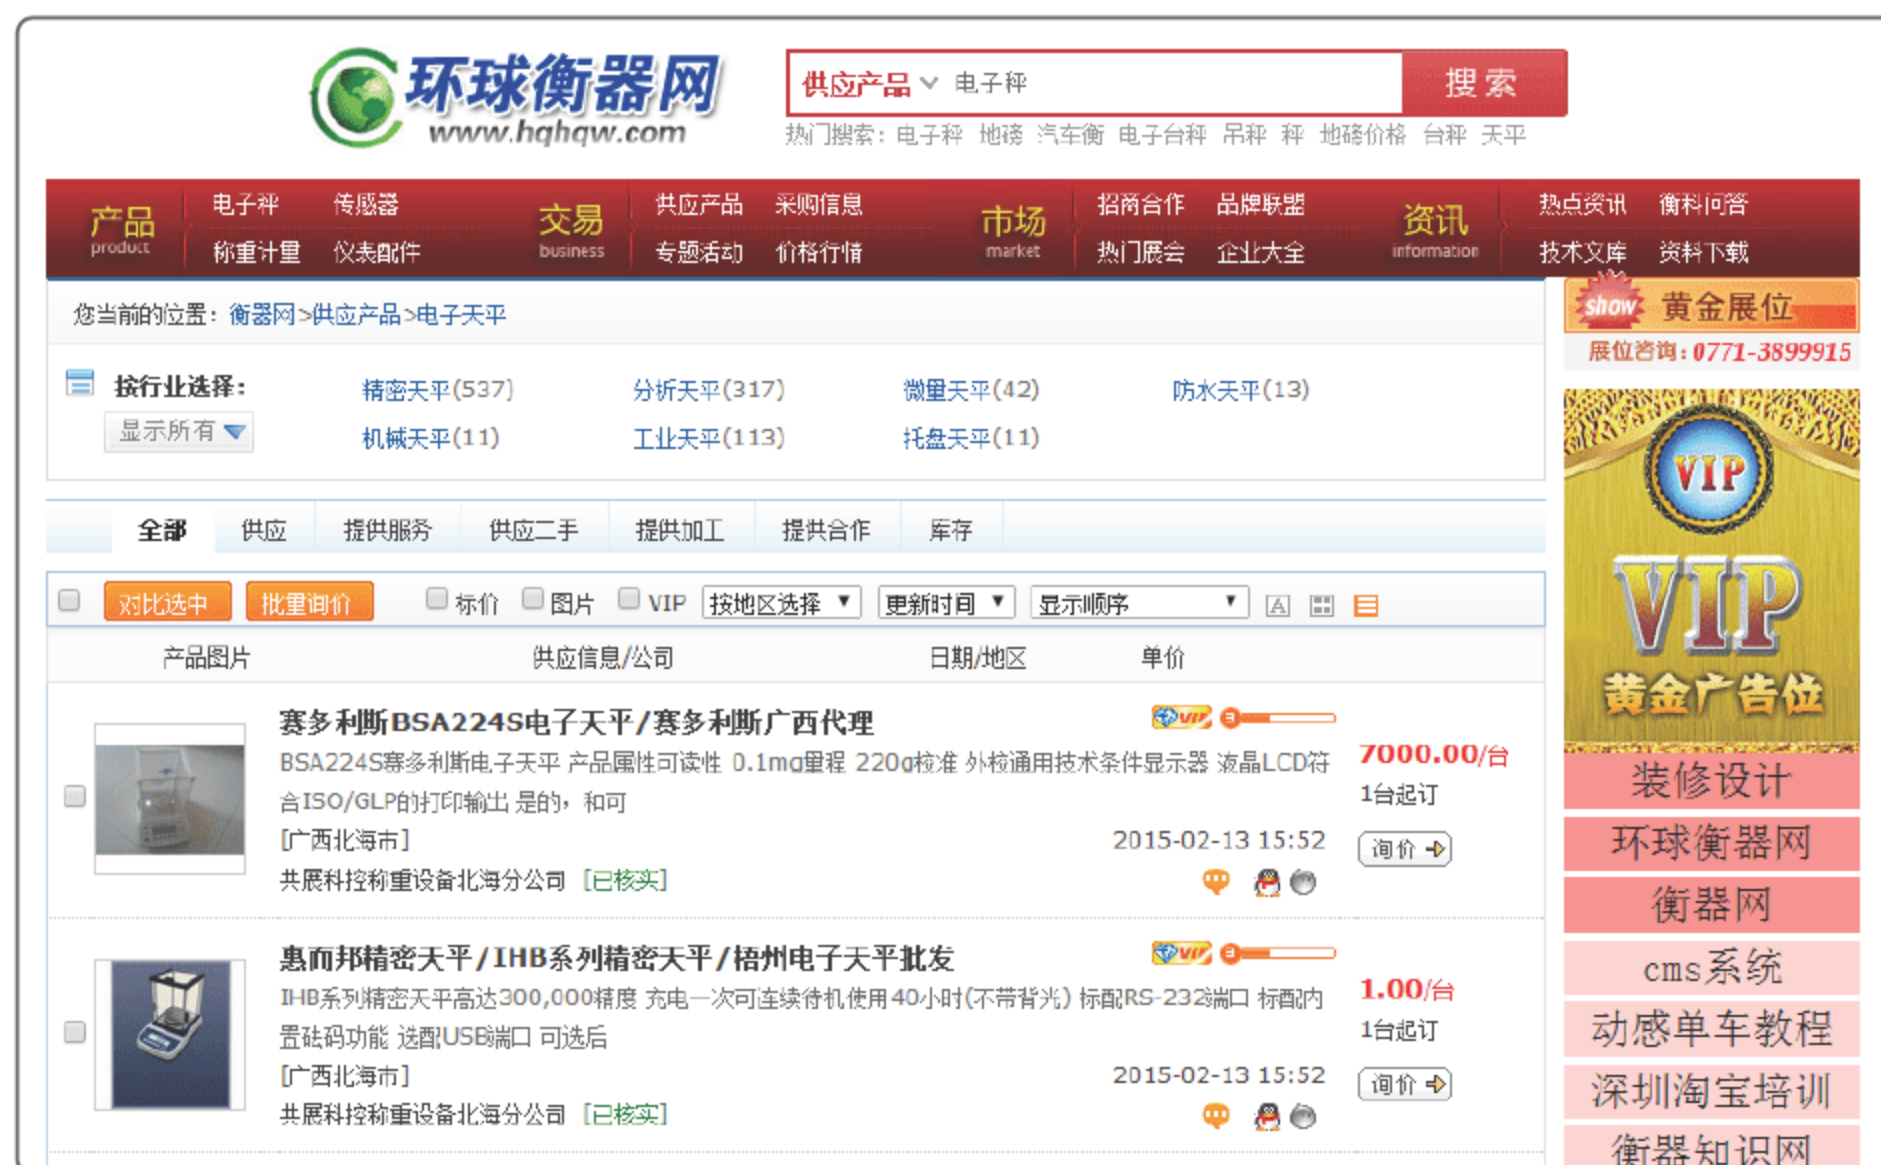 环球衡器网
www.hqhqw.com
供应产品 电子秤 搜索
热门搜索：电子秤 地磅 汽车衡 电子台秤 吊秤 秤 地磅价格 台秤 天平
产品 product 电子秤 传感器 称重计量 仪表配件
交易 business 供应产品 采购信息 专题活动 价格行情
市场 market 招商合作 品牌联盟 热门展会 企业大全
资讯 information 热点资讯 衡科问答 技术文库 资料下载
您当前的位置：衡器网>供应产品>电子天平
按行业选择：
显示所有
精密天平(537) 分析天平(317) 微量天平(42) 防水天平(13)
机械天平(11) 工业天平(113) 托盘天平(11)
全部 供应 提供服务 供应二手 提供加工 提供合作 库存
对比选中 批量询价 标价 图片 VIP 按地区选择 更新时间 显示顺序 A
产品图片 供应信息/公司 日期/地区 单价
赛多利斯BSA224S电子天平/赛多利斯广西代理 VIP 3
BSA224S赛多利斯电子天平 产品属性可读性 0.1mg量程 220g校准 外校通用技术条件显示器 液晶LCD符
合ISO/GLP的打印输出 是的，和可
[广西北海市] 2015-02-13 15:52
共展科控称重设备北海分公司 [已核实]
7000.00/台
1台起订
询价
惠而邦精密天平/IHB系列精密天平/梧州电子天平批发 VIP 3
IHB系列精密天平高达300,000精度 充电一次可连续待机使用40小时(不带背光) 标配RS-232端口 标配内
置砝码功能 选配USB端口 可选后
[广西北海市] 2015-02-13 15:52
共展科控称重设备北海分公司 [已核实]
1.00/台
1台起订
询价
show 黄金展位
展位咨询：0771-3899915
VIP
VIP
黄金广告位
装修设计
环球衡器网
衡器网
cms系统
动感单车教程
深圳淘宝培训
衡器知识网